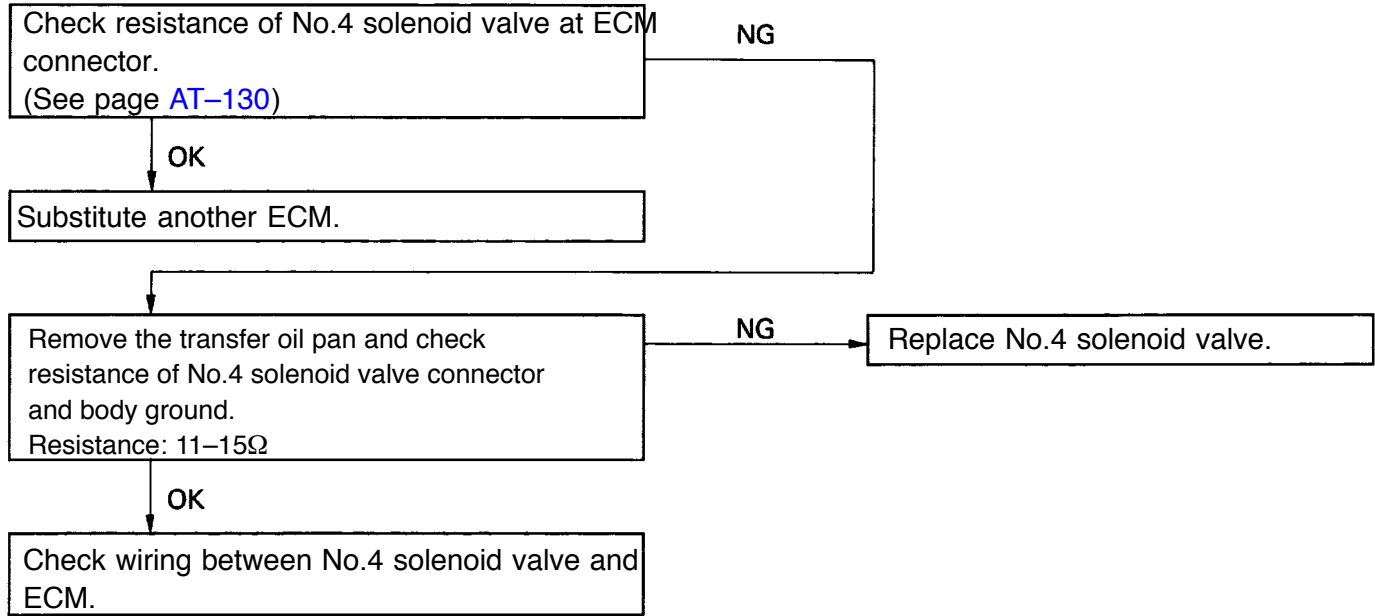 Check resistance of No.4 solenoid valve at ECM
connector.
(See page AT–130)
NG
OK
Substitute another ECM.
Remove the transfer oil pan and check
resistance of No.4 solenoid valve connector
and body ground.
Resistance: 11–15Ω
NG
Replace No.4 solenoid valve.
OK
Check wiring between No.4 solenoid valve and
ECM.